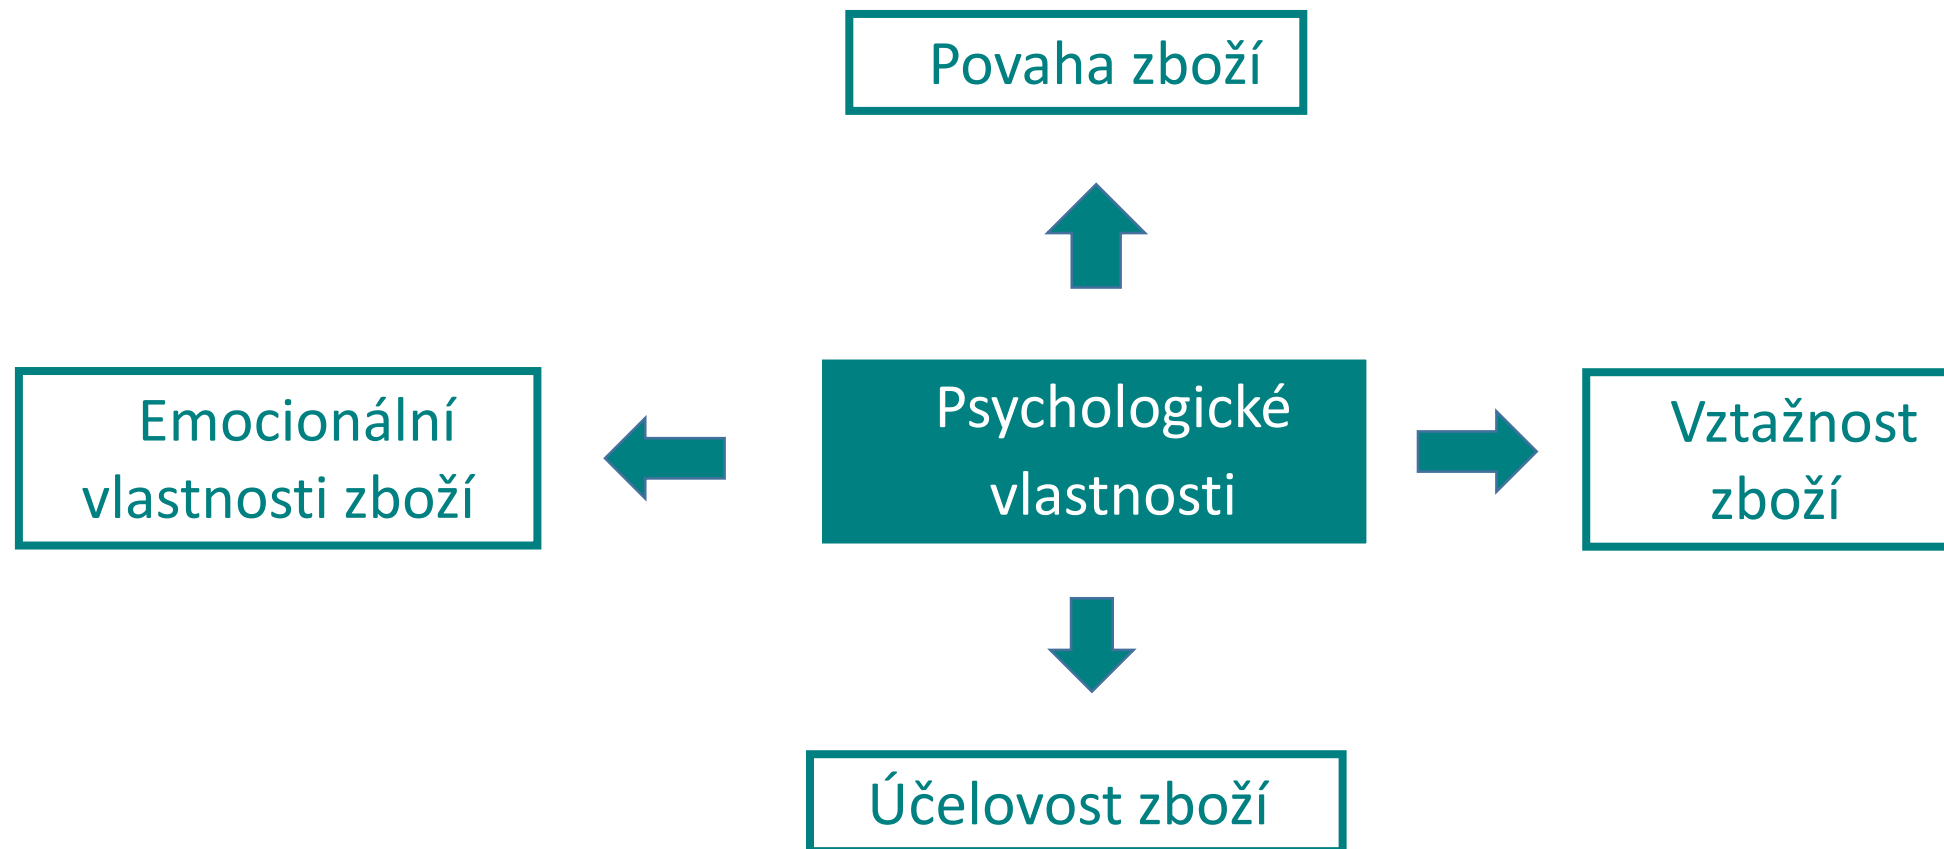 Povaha zboží
Emocionální
vlastnosti zboží
Psychologické
vlastnosti
Vztažnost
zboží
Účelovost zboží